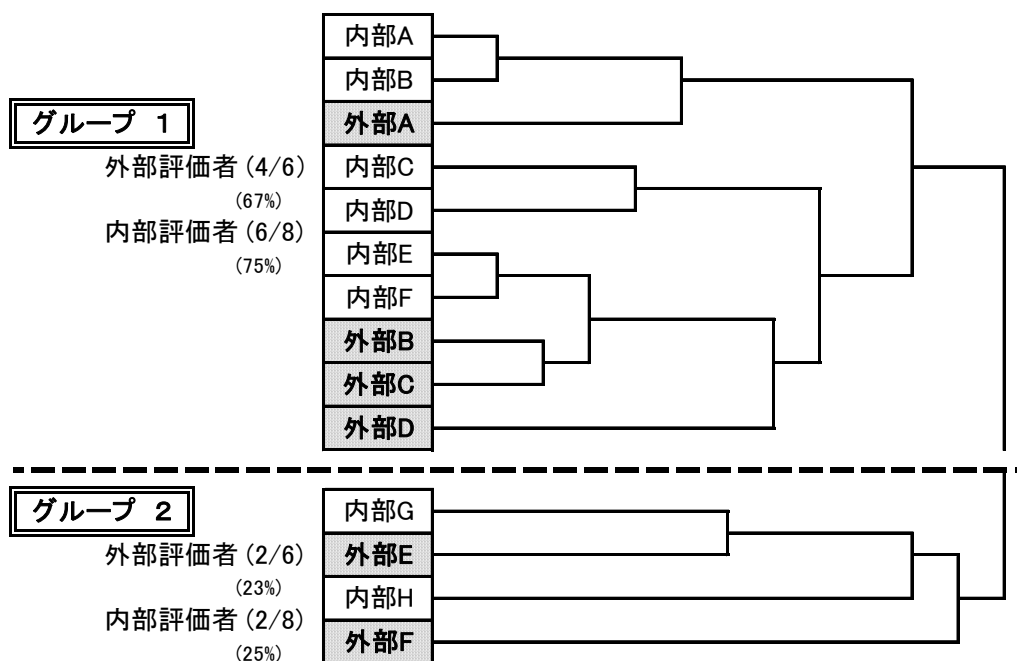 内部A
内部B
グループ 1
外部A
外部評価者(4/6)
内部C
(67%)
内部D
内部評価者(6/8)
内部E
(75%)
内部F
外部B
外部C
外部D
グループ 2
内部G
外部評価者(2/6)
外部E
(23%)
内部H
内部評価者(2/8)
外部F
(25%)